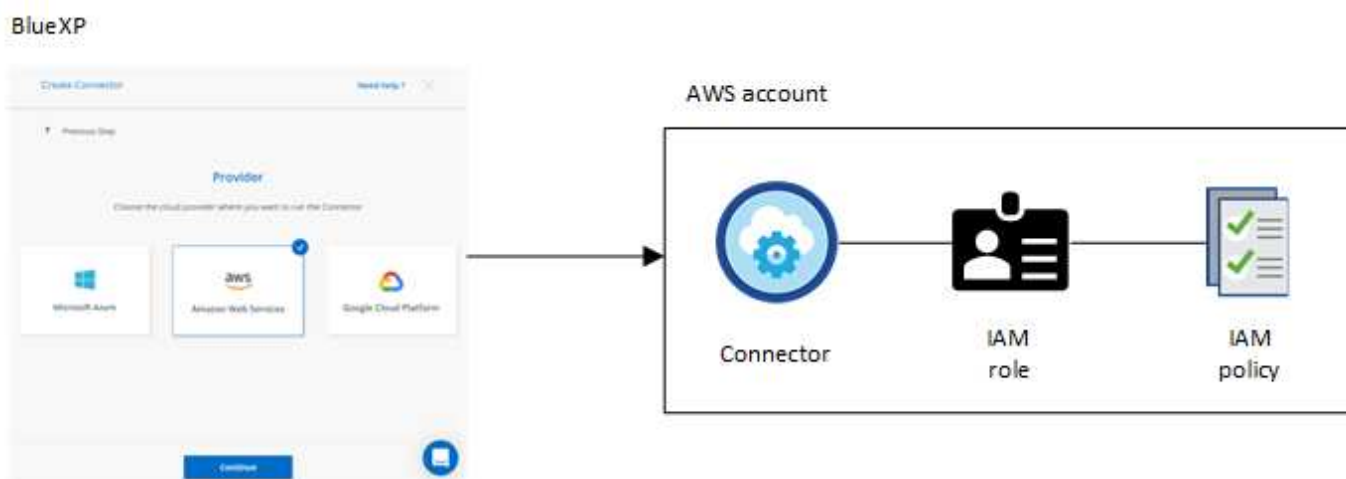 BlueXP
Create Connector
Need help?
Previous Step
Provider
Choose the cloud provider where you want to run the Connector
aws
Microsoft Azure
Amazon Web Services
Google Cloud Platform
Continue
AWS account
Connector
IAM
role
IAM
policy